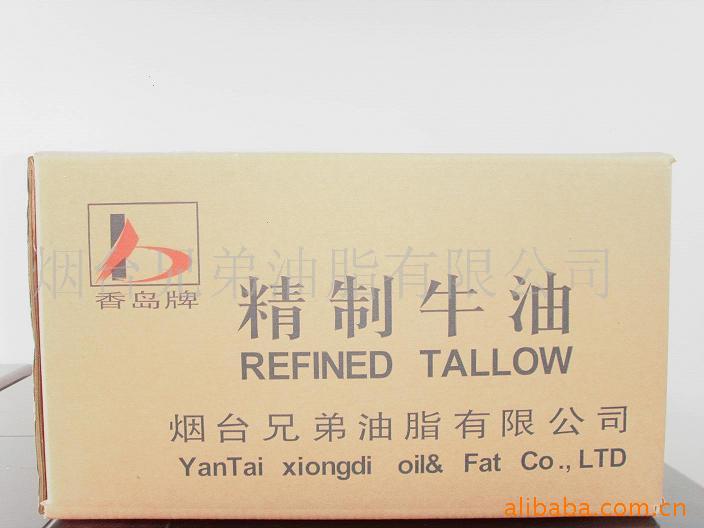 烟台兄弟油脂有限公司
香岛牌
精制牛油
REFINED TALLOW
烟台兄弟油脂有限公司
YanTai xiongdi oil& Fat Co.,LTD
alibaba.com.cn